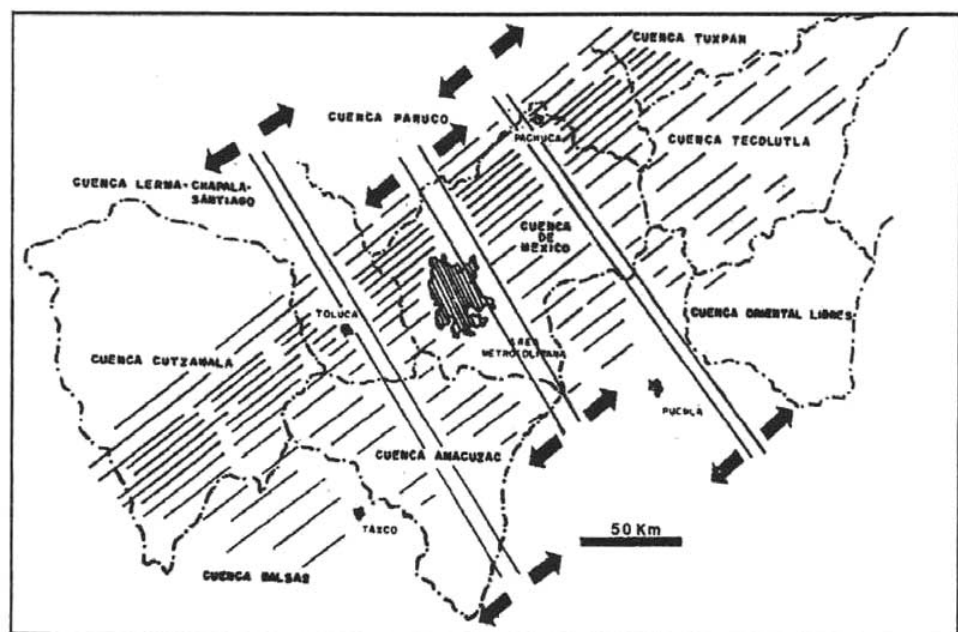 CUENCA TUXPAN
CUENCA PANUCO
PACHUCA
CUENCA TECOLUTLA
CUENCA LERMA-CHAPALA-
SANTIAGO
CUENCA
DE
MEXICO
TOLUCA
CUENCA ORIENTAL LIBRES
AREA
METROPOLITANA
CUENCA CUTZAMALA
PUEBLA
CUENCA AMACUZAC
TAXCO
50 Km
CUENCA BALSAS